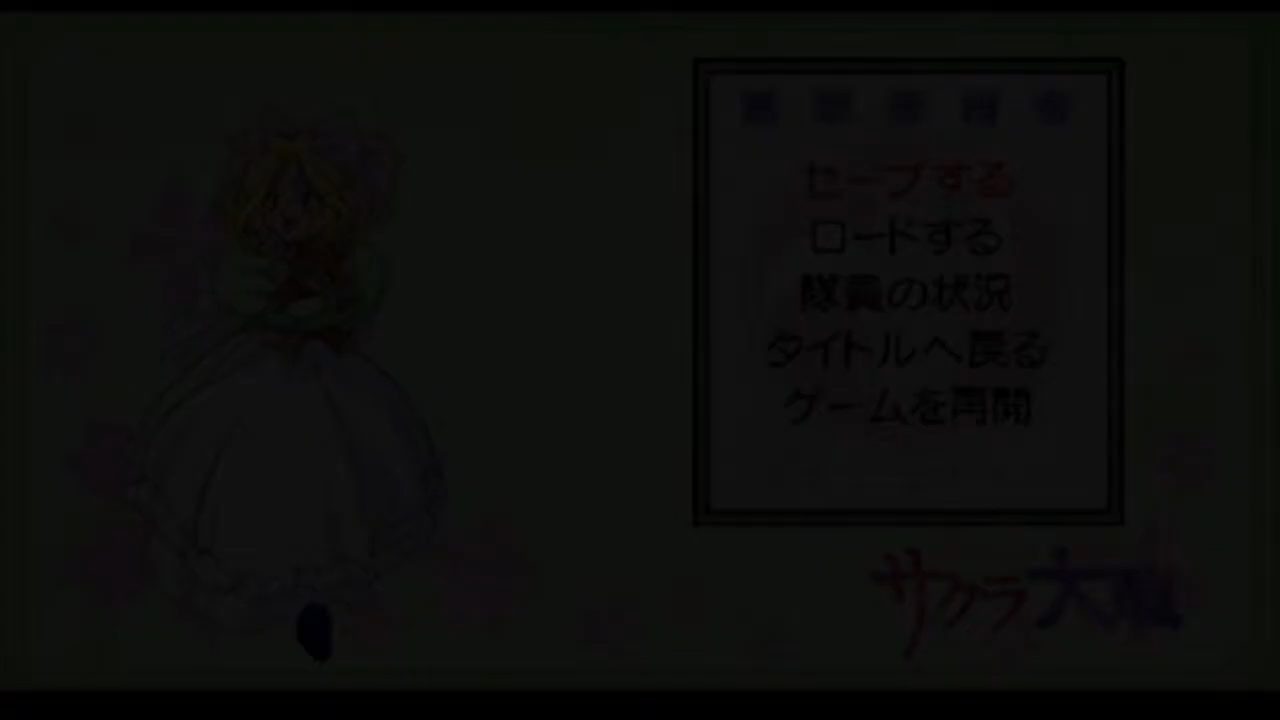 セーブする
ロードする
隊員の状況
タイトルへ戻る
ゲームを再開
サクラ大戦